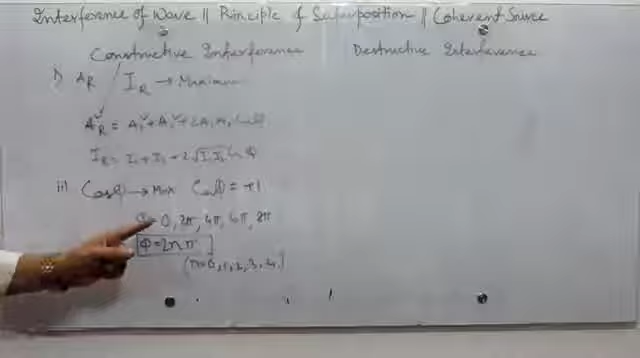 Interference of Wave || Principle of Superposition || Coherent Source
Constructive Interference
i) AR IR → Maximum
A²R = A₁² + A₂² + 2A₁A₂ Cosφ
IR = I₁ + I₂ + 2√I₁I₂ Cos φ
ii) Cosφ → Max Cosφ = +1
φ = 0, 2π, 4π, 6π, 8π
φ = 2nπ
(n=0, 1, 2, 3, 4.)
Destructive Interference